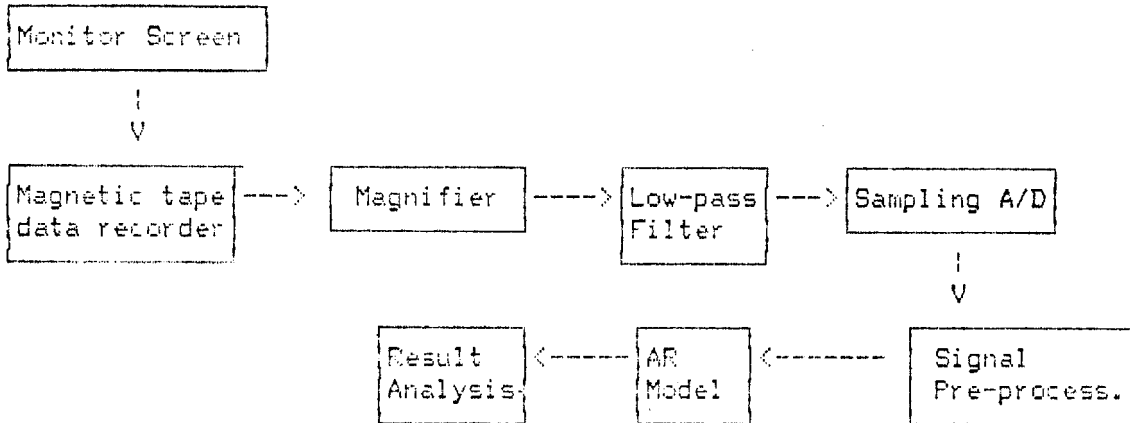 Monitor Screen
Magnetic tape
data recorder
Magnifier
Low-pass
Filter
Sampling A/D
Signal
Pre-process.
AR
Model
Result
Analysis